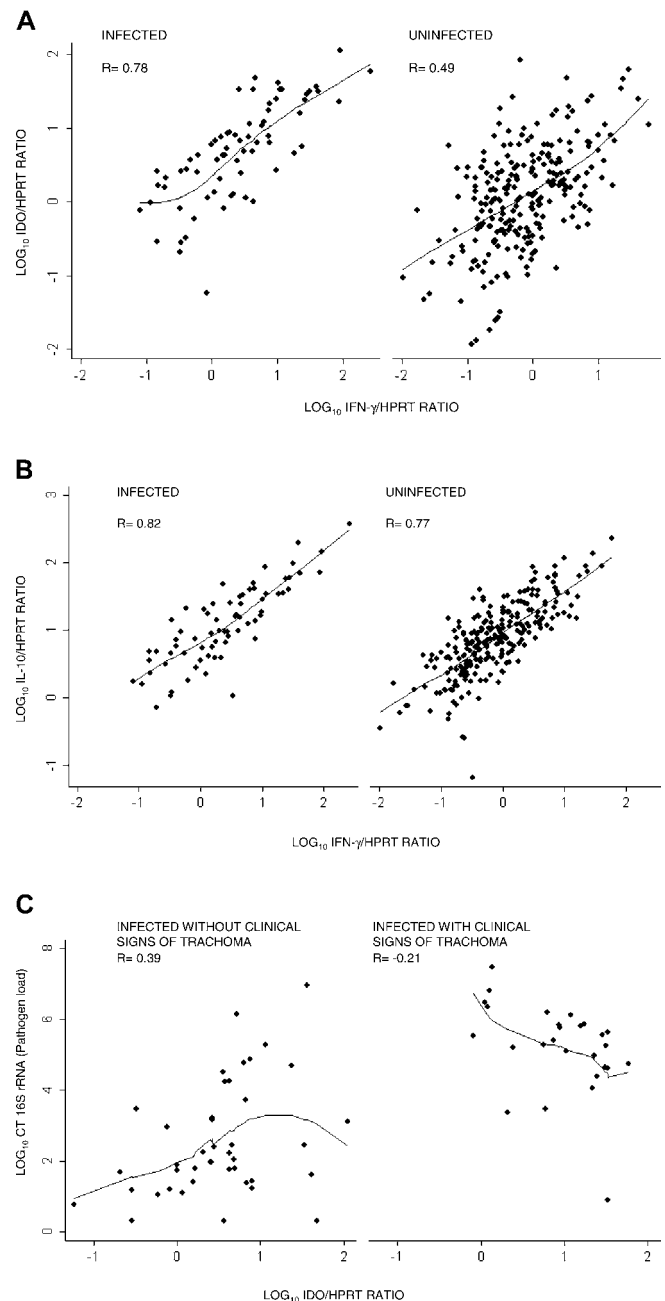 A
INFECTED
R= 0.78
UNINFECTED
R= 0.49
LOG10 IDO/HPRT RATIO
2
1
0
-1
-2
-2 -1 0 1 2 -2 -1 0 1
LOG10 IFN-γ/HPRT RATIO
B
INFECTED
R= 0.82
UNINFECTED
R= 0.77
LOG10 IL-10/HPRT RATIO
3
2
1
0
-1
-2 -1 0 1 2 -2 -1 0 1 2
LOG10 IFN-γ/HPRT RATIO
C
INFECTED WITHOUT CLINICAL
SIGNS OF TRACHOMA
R= 0.39
INFECTED WITH CLINICAL
SIGNS OF TRACHOMA
R= -0.21
LOG10 CT 16S rRNA (Pathogen load)
8
6
4
2
0
-1 0 1 2 -1 0 1 2
LOG10 IDO/HPRT RATIO